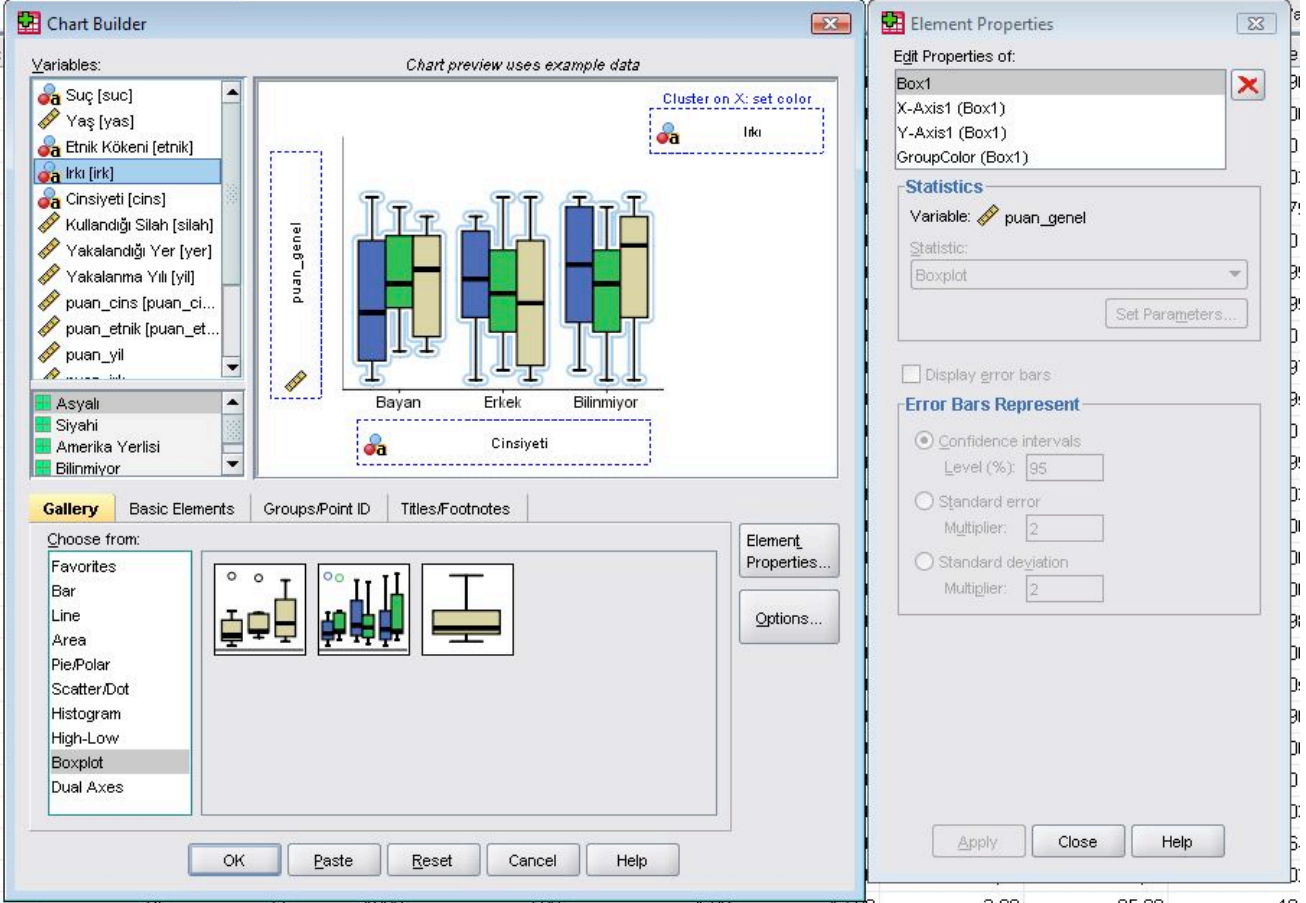 Chart Builder
Variables:
Suç [suc]
Yaş [yas]
Etnik Kökeni [etnik]
Irkı [irk]
Cinsiyeti [cins]
Kullandığı Silah [silah]
Yakalandığı Yer [yer]
Yakalanma Yılı [yil]
puan_cins [puan_ci...
puan_etnik [puan_et...
puan_yil
Asyalı
Siyahi
Amerika Yerlisi
Bilinmiyor
Chart preview uses example data
Cluster on X: set color
Irkı
puan_genel
Bayan Erkek Bilinmiyor
Cinsiyeti
Gallery Basic Elements Groups/Point ID Titles/Footnotes
Choose from:
Favorites
Bar
Line
Area
Pie/Polar
Scatter/Dot
Histogram
High-Low
Boxplot
Dual Axes
Element
Properties...
Options...
OK Paste Reset Cancel Help
Element Properties
Edit Properties of:
Box1
X-Axis1 (Box1)
Y-Axis1 (Box1)
GroupColor (Box1)
Statistics
Variable: puan_genel
Statistic:
Boxplot
Set Parameters...
Display error bars
Error Bars Represent
Confidence intervals
Level (%): 95
Standard error
Multiplier: 2
Standard deviation
Multiplier: 2
Apply Close Help